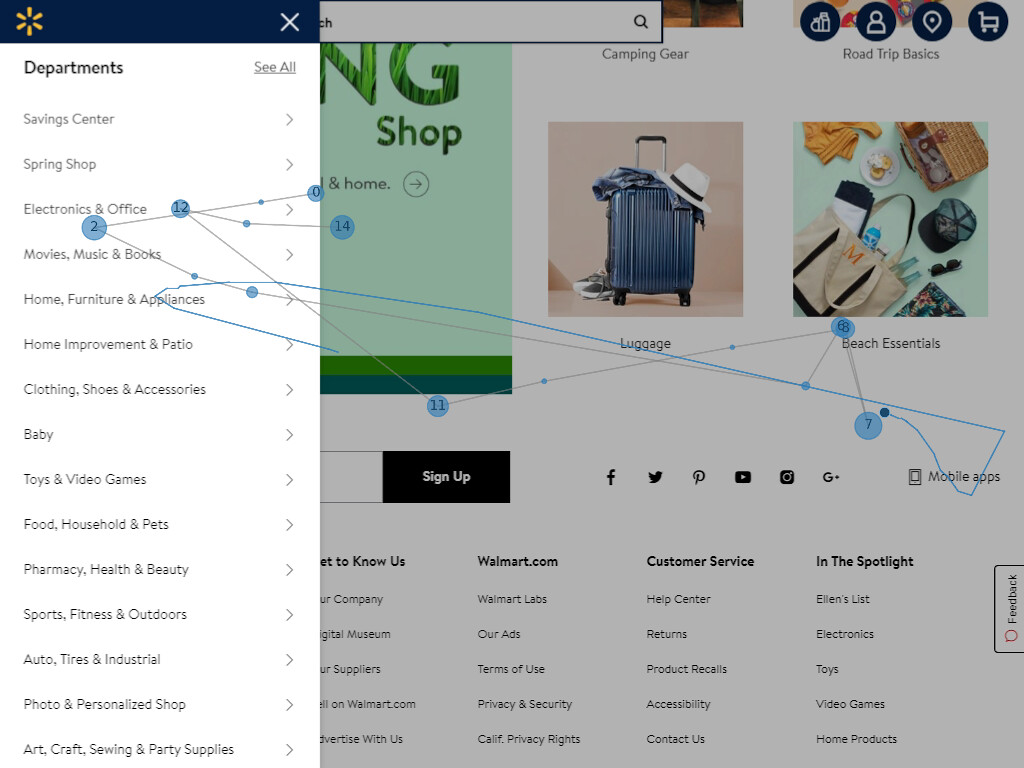 ch
Departments
See All
Savings Center
Spring Shop
Electronics & Office
Movies, Music & Books
Home, Furniture & Appliances
Home Improvement & Patio
Clothing, Shoes & Accessories
Baby
Toys & Video Games
Food, Household & Pets
Pharmacy, Health & Beauty
Sports, Fitness & Outdoors
Auto, Tires & Industrial
Photo & Personalized Shop
Art, Craft, Sewing & Party Supplies
NG
Shop
& home.
Camping Gear
Road Trip Basics
M
Luggage
Beach Essentials
0
2
12
14
6
8
7
11
Sign Up
G+
Mobile apps
et to Know Us
ur Company
igital Museum
ur Suppliers
ell on Walmart.com
dvertise With Us
Walmart.com
Walmart Labs
Our Ads
Terms of Use
Privacy & Security
Calif. Privacy Rights
Customer Service
Help Center
Returns
Product Recalls
Accessibility
Contact Us
In The Spotlight
Ellen's List
Electronics
Toys
Video Games
Home Products
Feedback